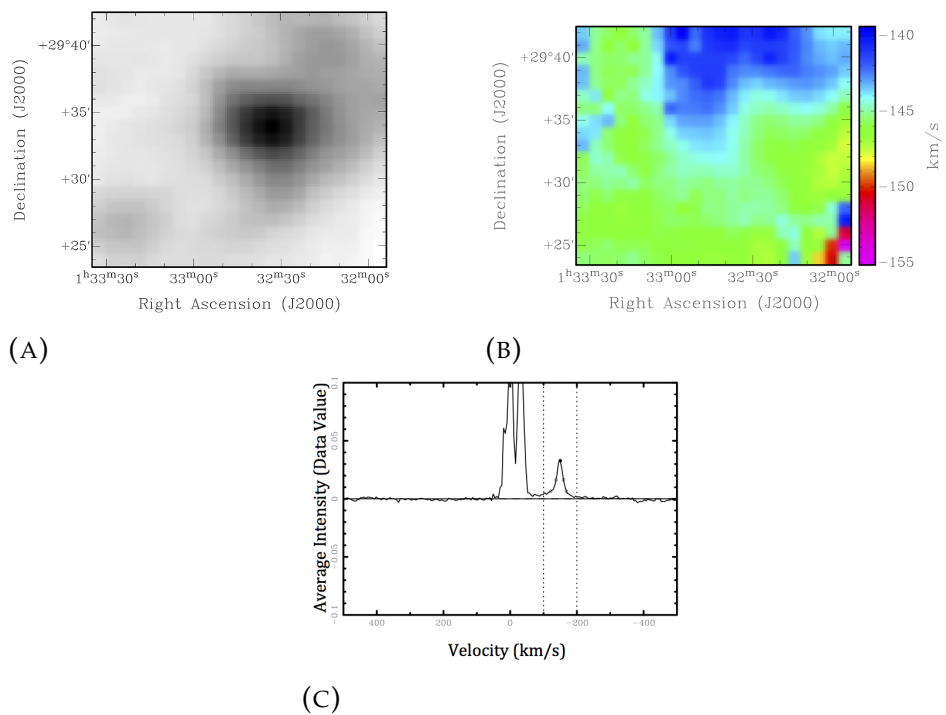 +29°40′
+35′
+30′
+25′
1ʰ33ᵐ30ˢ 33ᵐ00ˢ 32ᵐ30ˢ 32ᵐ00ˢ
Declination (J2000)
Right Ascension (J2000)
(A)
+29°40′
+35′
+30′
+25′
1ʰ33ᵐ30ˢ 33ᵐ00ˢ 32ᵐ30ˢ 32ᵐ00ˢ
Declination (J2000)
Right Ascension (J2000)
−140
−145
−150
−155
km/s
(B)
0.1
0.05
0
−0.05
−0.1
Average Intensity (Data Value)
400 200 0 −200 −400
Velocity (km/s)
(C)